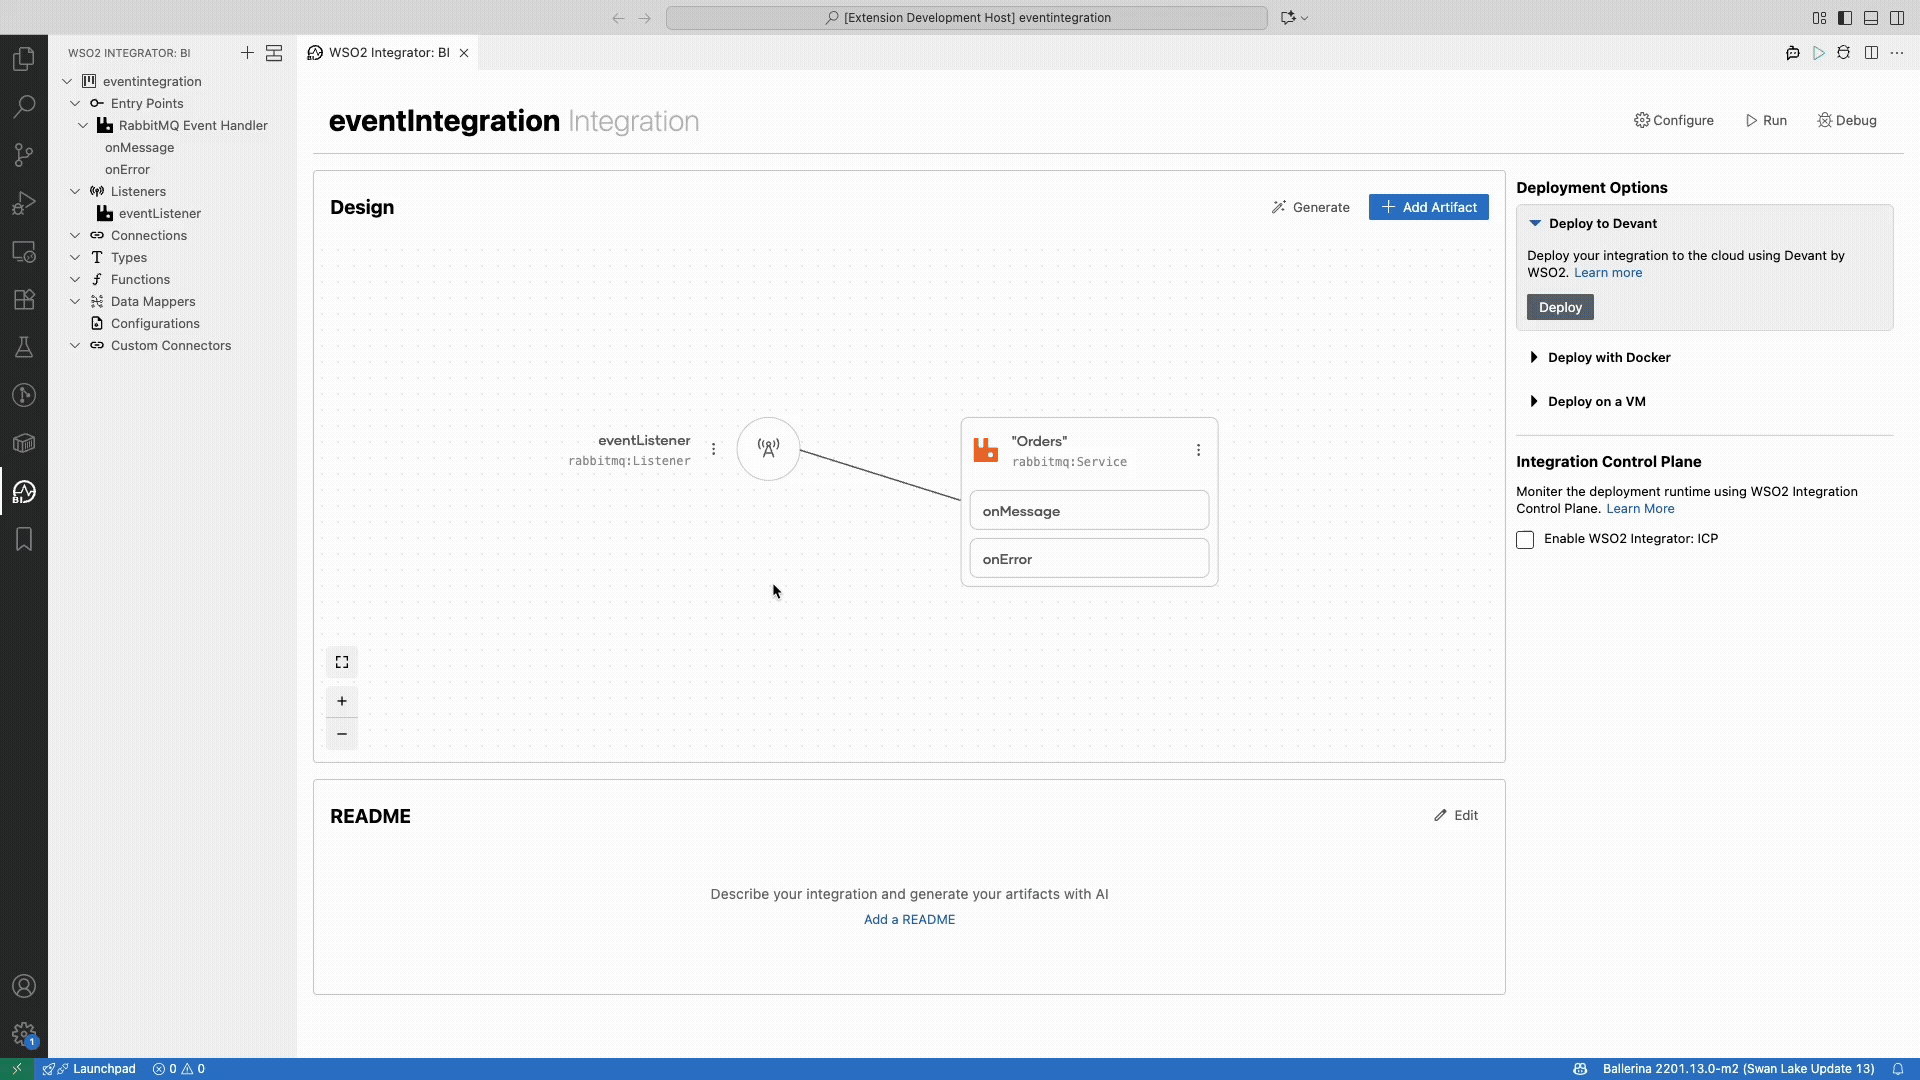 [Extension Development Host] eventintegration
WSO2 INTEGRATOR: BI
eventintegration
Entry Points
RabbitMQ Event Handler
onMessage
onError
Listeners
eventListener
Connections
Types
Functions
Data Mappers
Configurations
Custom Connectors
BI
1
WSO2 Integrator: BI
eventIntegration Integration
Configure
Run
Debug
Design
Generate
Add Artifact
eventListener
rabbitmq:Listener
"Orders"
rabbitmq:Service
onMessage
onError
README
Edit
Describe your integration and generate your artifacts with AI
Add a README
Deployment Options
Deploy to Devant
Deploy your integration to the cloud using Devant by
WSO2. Learn more
Deploy
Deploy with Docker
Deploy on a VM
Integration Control Plane
Moniter the deployment runtime using WSO2 Integration
Control Plane. Learn More
Enable WSO2 Integrator: ICP
Launchpad
0
0
Ballerina 2201.13.0-m2 (Swan Lake Update 13)